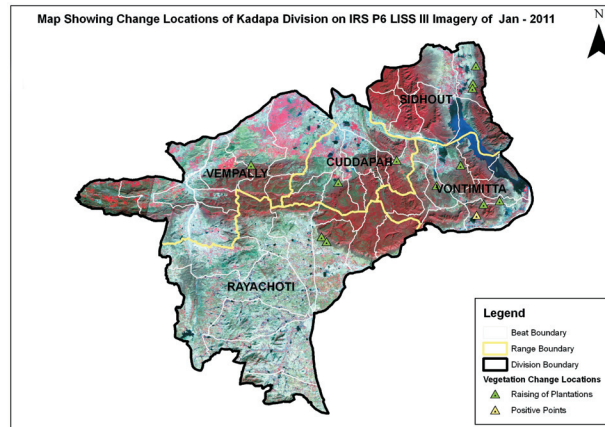 Map Showing Change Locations of Kadapa Division on IRS P6 LISS III Imagery of Jan - 2011
N
SIDHOUT
CUDDAPAH
VEMPALLY
VONTIMITTA
RAYACHOTI
Legend
Beat Boundary
Range Boundary
Division Boundary
Vegetation Change Locations
Raising of Plantations
Positive Points